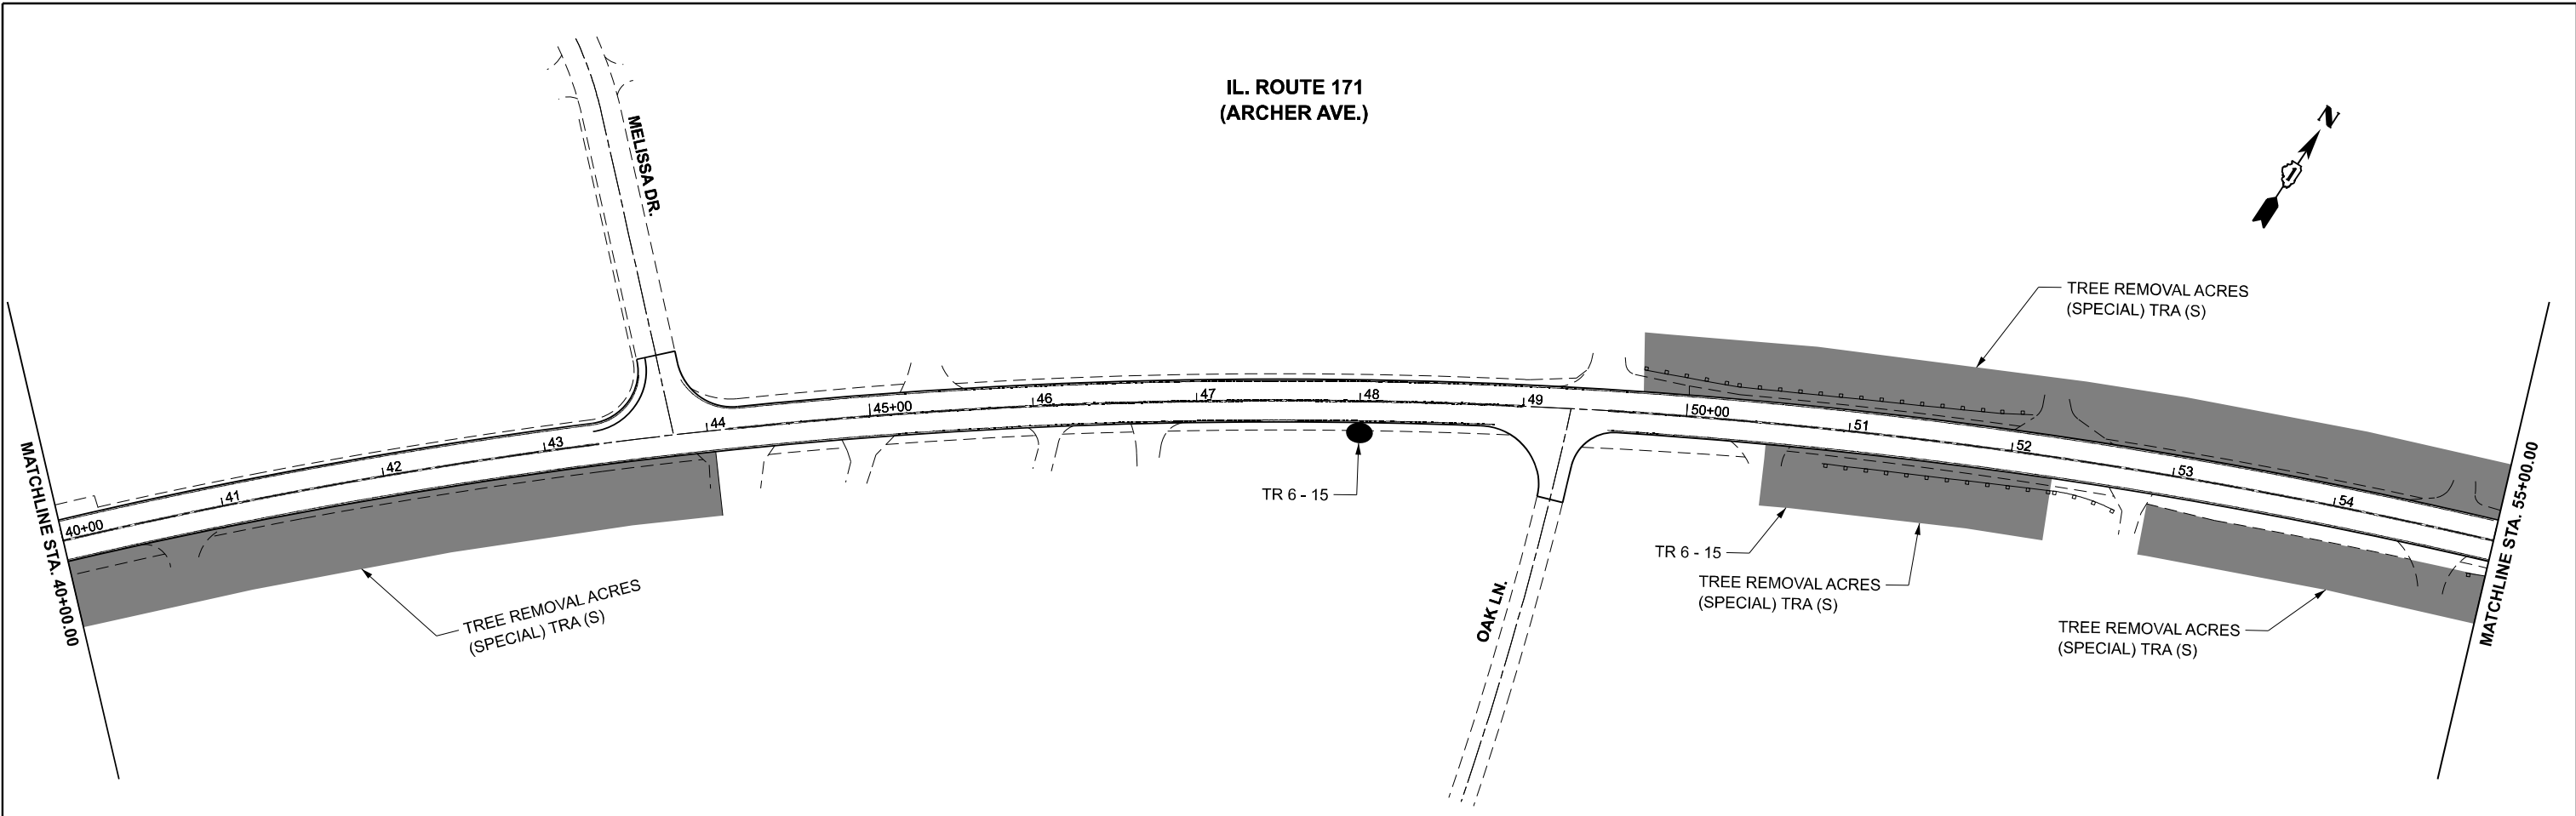 IL. ROUTE 171
(ARCHER AVE.)
N
MELISSA DR.
TREE REMOVAL ACRES
(SPECIAL) TRA (S)
MATCHLINE STA. 40+00.00
40+00
41
42
43
44
45+00
46
47
48
49
50+00
51
52
53
54
MATCHLINE STA. 55+00.00
TR 6 - 15
TR 6 - 15
TREE REMOVAL ACRES
(SPECIAL) TRA (S)
OAK LN.
TREE REMOVAL ACRES
(SPECIAL) TRA (S)
TREE REMOVAL ACRES
(SPECIAL) TRA (S)